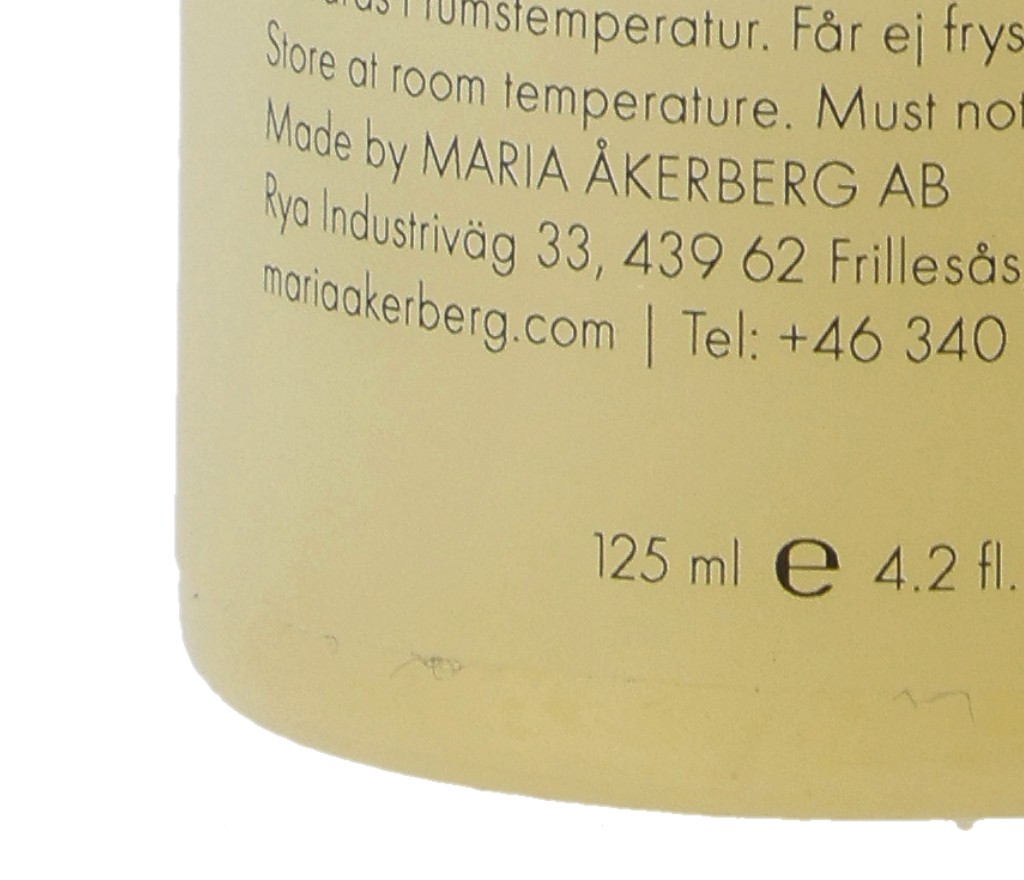 rumstemperatur. Får ej frys
Store at room temperature. Must not
Made by MARIA ÅKERBERG AB
Rya Industriväg 33, 439 62 Frillesås
mariaakerberg.com | Tel: +46 340
125 ml e 4.2 fl.